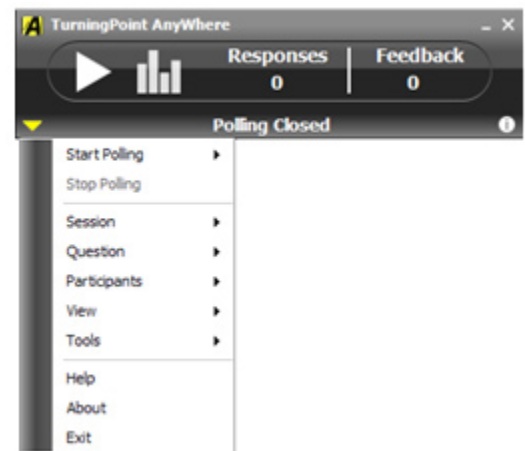 A TurningPoint AnyWhere
Responses Feedback
0 0
Polling Closed
Start Polling
Stop Polling
Session
Question
Participants
View
Tools
Help
About
Exit